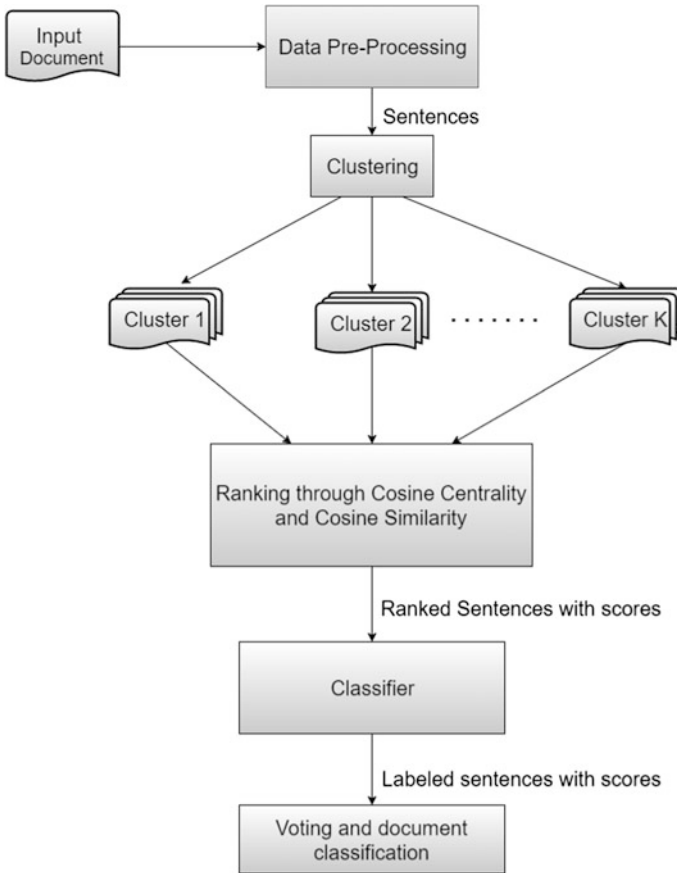 Input
Document
Data Pre-Processing
Sentences
Clustering
Cluster 1
Cluster 2
.......
Cluster K
Ranking through Cosine Centrality
and Cosine Similarity
Ranked Sentences with scores
Classifier
Labeled sentences with scores
Voting and document
classification